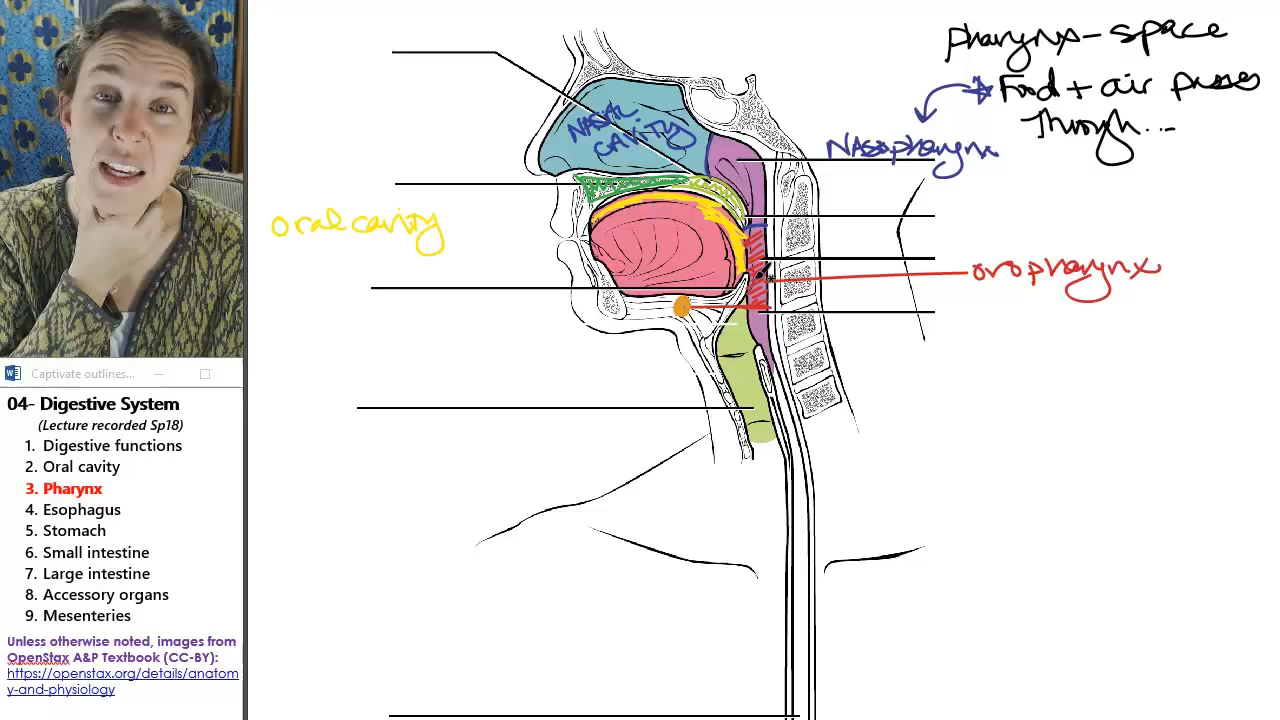 Pharynx - space
Food + air passes
through...
NASAL
CAVITY
Nasopharynx
oral cavity
oropharynx
Captivate outlines...
04- Digestive System
(Lecture recorded Sp18)
1. Digestive functions
2. Oral cavity
3. Pharynx
4. Esophagus
5. Stomach
6. Small intestine
7. Large intestine
8. Accessory organs
9. Mesenteries
Unless otherwise noted, images from
OpenStax A&P Textbook (CC-BY):
https://openstax.org/details/anatom
y-and-physiology